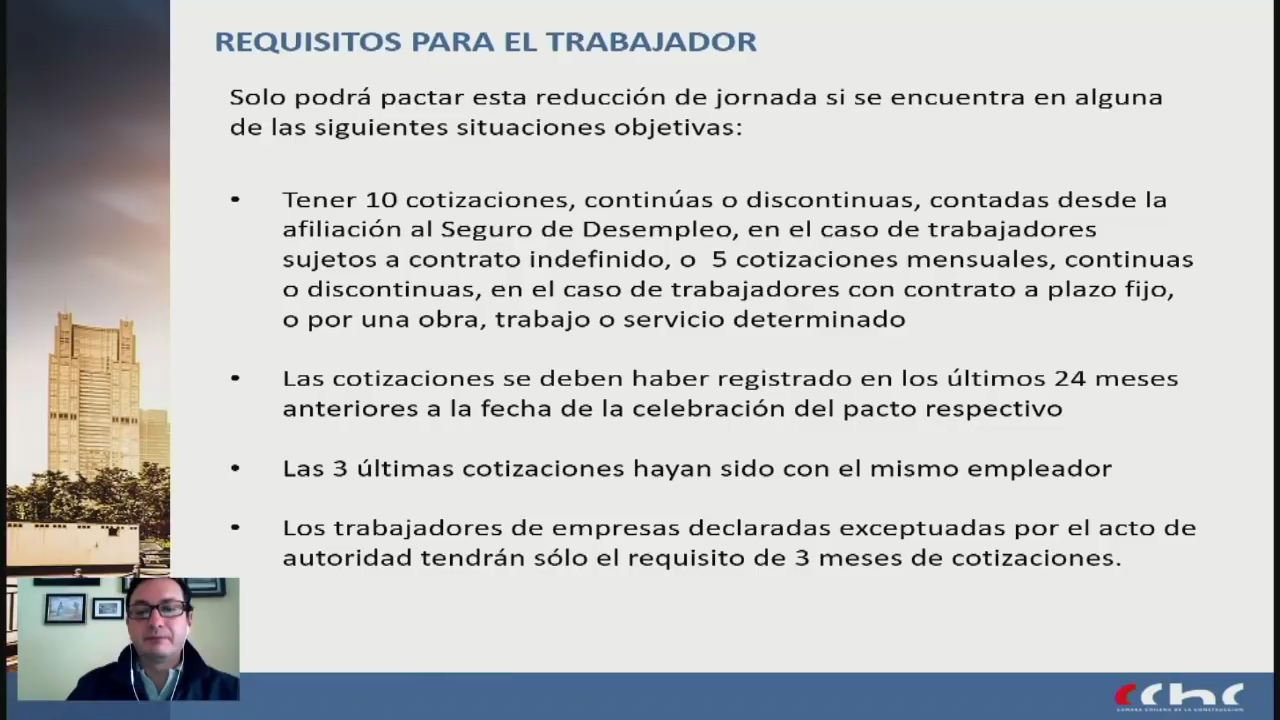 REQUISITOS PARA EL TRABAJADOR
Solo podrá pactar esta reducción de jornada si se encuentra en alguna
de las siguientes situaciones objetivas:
• Tener 10 cotizaciones, continúas o discontinuas, contadas desde la
afiliación al Seguro de Desempleo, en el caso de trabajadores
sujetos a contrato indefinido, o 5 cotizaciones mensuales, continuas
o discontinuas, en el caso de trabajadores con contrato a plazo fijo,
o por una obra, trabajo o servicio determinado
• Las cotizaciones se deben haber registrado en los últimos 24 meses
anteriores a la fecha de la celebración del pacto respectivo
• Las 3 últimas cotizaciones hayan sido con el mismo empleador
• Los trabajadores de empresas declaradas exceptuadas por el acto de
autoridad tendrán sólo el requisito de 3 meses de cotizaciones.
cchc
CÁMARA CHILENA DE LA CONSTRUCCIÓN